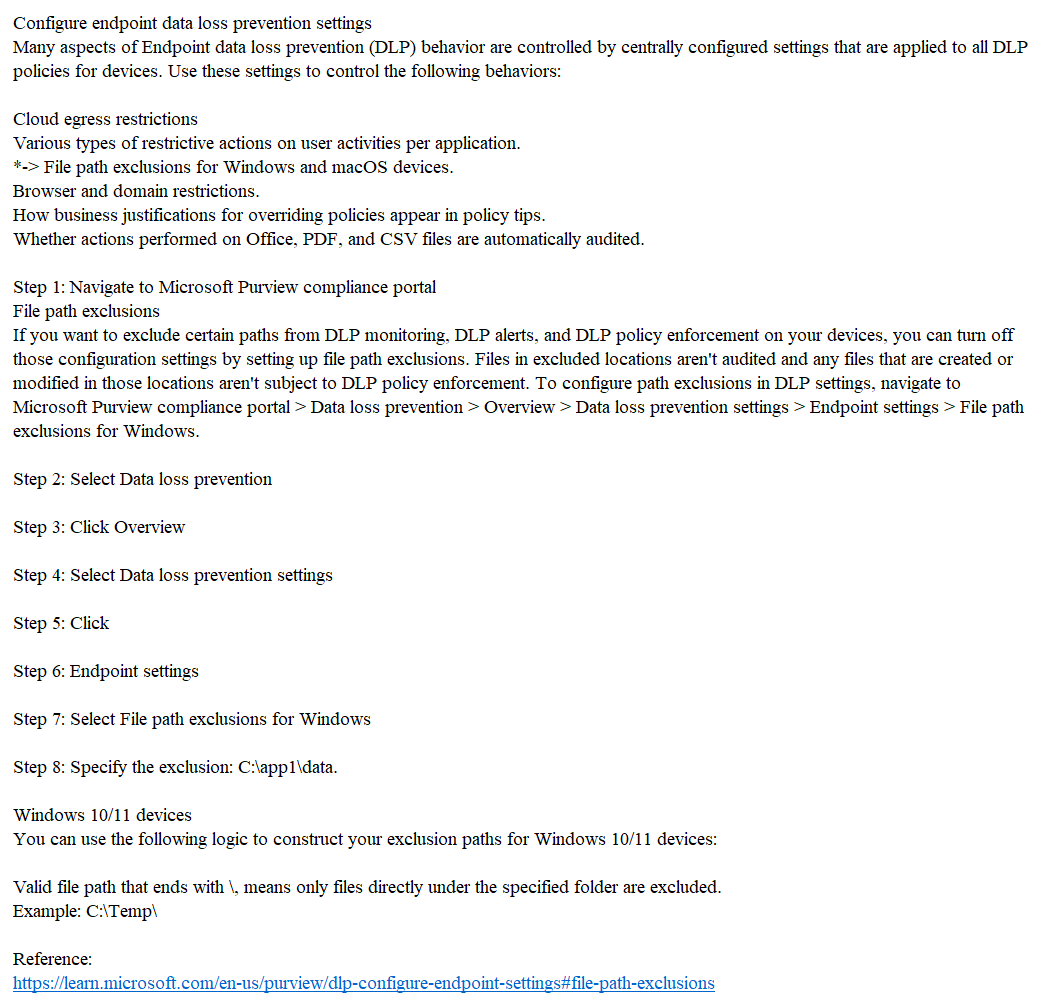 Configure endpoint data loss prevention settings
Many aspects of Endpoint data loss prevention (DLP) behavior are controlled by centrally configured settings that are applied to all DLP
policies for devices. Use these settings to control the following behaviors:
Cloud egress restrictions
Various types of restrictive actions on user activities per application.
*-> File path exclusions for Windows and macOS devices.
Browser and domain restrictions.
How business justifications for overriding policies appear in policy tips.
Whether actions performed on Office, PDF, and CSV files are automatically audited.
Step 1: Navigate to Microsoft Purview compliance portal
File path exclusions
If you want to exclude certain paths from DLP monitoring, DLP alerts, and DLP policy enforcement on your devices, you can turn off
those configuration settings by setting up file path exclusions. Files in excluded locations aren't audited and any files that are created or
modified in those locations aren't subject to DLP policy enforcement. To configure path exclusions in DLP settings, navigate to
Microsoft Purview compliance portal > Data loss prevention > Overview > Data loss prevention settings > Endpoint settings > File path
exclusions for Windows.
Step 2: Select Data loss prevention
Step 3: Click Overview
Step 4: Select Data loss prevention settings
Step 5: Click
Step 6: Endpoint settings
Step 7: Select File path exclusions for Windows
Step 8: Specify the exclusion: C:\app1\data.
Windows 10/11 devices
You can use the following logic to construct your exclusion paths for Windows 10/11 devices:
Valid file path that ends with \, means only files directly under the specified folder are excluded.
Example: C:\Temp\
Reference:
https://learn.microsoft.com/en-us/purview/dlp-configure-endpoint-settings#file-path-exclusions